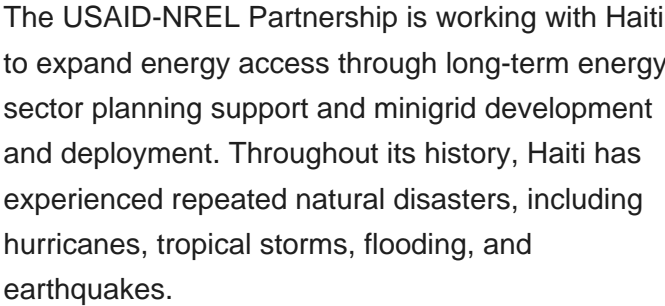 The USAID-NREL Partnership is working with Haiti
to expand energy access through long-term energy
sector planning support and minigrid development
and deployment. Throughout its history, Haiti has
experienced repeated natural disasters, including
hurricanes, tropical storms, flooding, and
earthquakes.